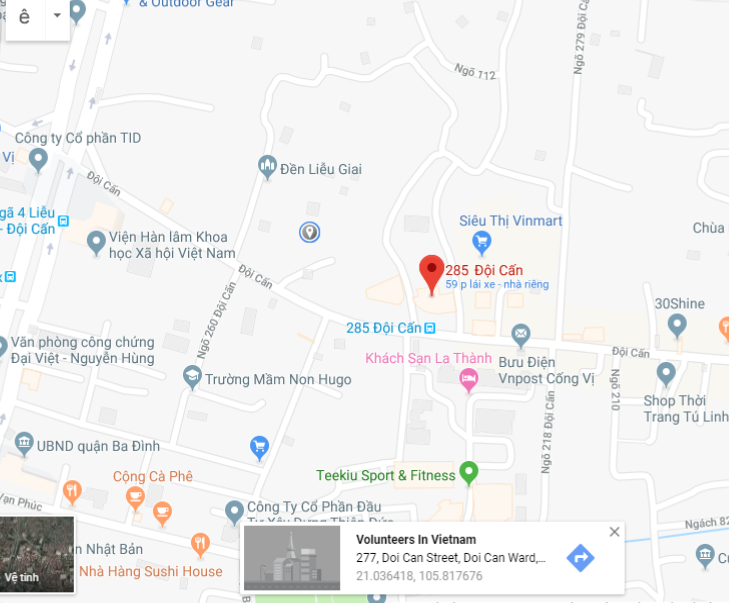 ê
& Outdoor Gear
Ngõ 112
Ngõ 279 Đội Cấn
Công ty Cổ phần TID
Vị
Đội Cấn
Đền Liễu Giai
gã 4 Liễu
- Đội Cấn
Viện Hàn lâm Khoa
học Xã hội Việt Nam
Siêu Thị Vinmart
Chùa
Đội Cấn
285 Đội Cấn
59 p lái xe - nhà riêng
Ngõ 260 Đội Cấn
30Shine
285 Đội Cấn
Văn phòng công chứng
Đại Việt - Nguyễn Hùng
Khách Sạn La Thành
Bưu Điện
Vnpost Cống Vị
Đội Cấn
Trường Mầm Non Hugo
Ngõ 210
Shop Thời
Trang Tú Linh
Ngõ 218 Đội Cấn
UBND quận Ba Đình
Cộng Cà Phê
Teekiu Sport & Fitness
Vạn Phúc
Công Ty Cổ Phần Đầu
Tư Xây Dựng Thiên Đức
Ngách 82
n Nhật Bản
Nhà Hàng Sushi House
Vệ tinh
Volunteers In Vietnam
277, Doi Can Street, Doi Can Ward,...
21.036418, 105.817676